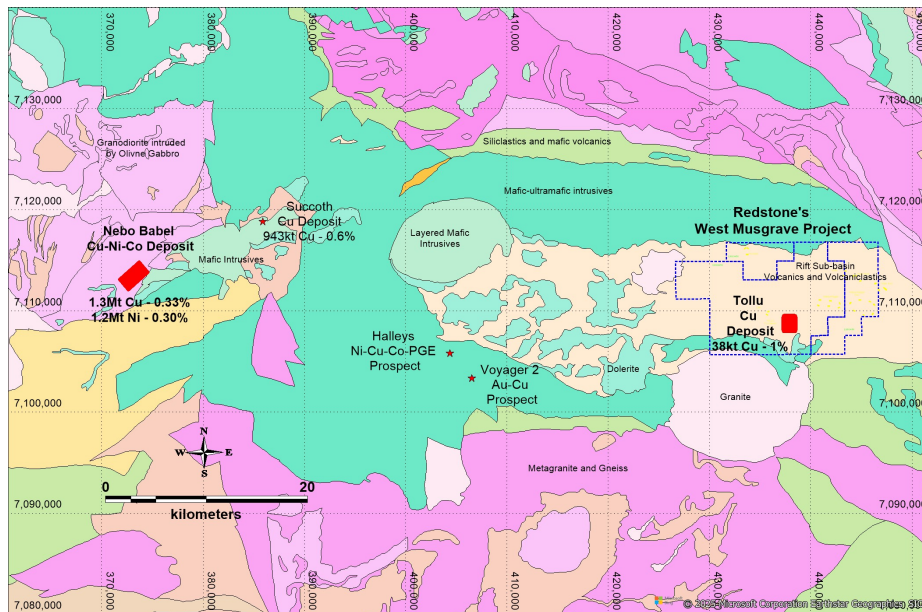 370,000
380,000
390,000
400,000
410,000
420,000
430,000
440,000
7,130,000
7,130,000
Granodiorite intruded
by Olivne Gabbro
Siliclastics and mafic volcanics
Mafic-ultramafic intrusives
7,120,000
7,120,000
Succoth
Cu Deposit
943kt Cu - 0.6%
Nebo Babel
Cu-Ni-Co Deposit
Layered Mafic
Intrusives
Redstone's
West Musgrave Project
Mafic Intrusives
Rift Sub-basin
Volcanics and Volcaniclastics
7,110,000
7,110,000
1.3Mt Cu - 0.33%
1.2Mt Ni - 0.30%
Tollu
Cu
Deposit
38kt Cu - 1%
Halleys
Ni-Cu-Co-PGE
Prospect
Voyager 2
Au-Cu
Prospect
Dolerite
Granite
7,100,000
7,100,000
N
W
E
S
Metagranite and Gneiss
0
20
kilometers
7,090,000
7,090,000
7,080,000
370,000
380,000
390,000
400,000
410,000
420,000
430,000
440,000
© 2025 Microsoft Corporation Earthstar Geographics